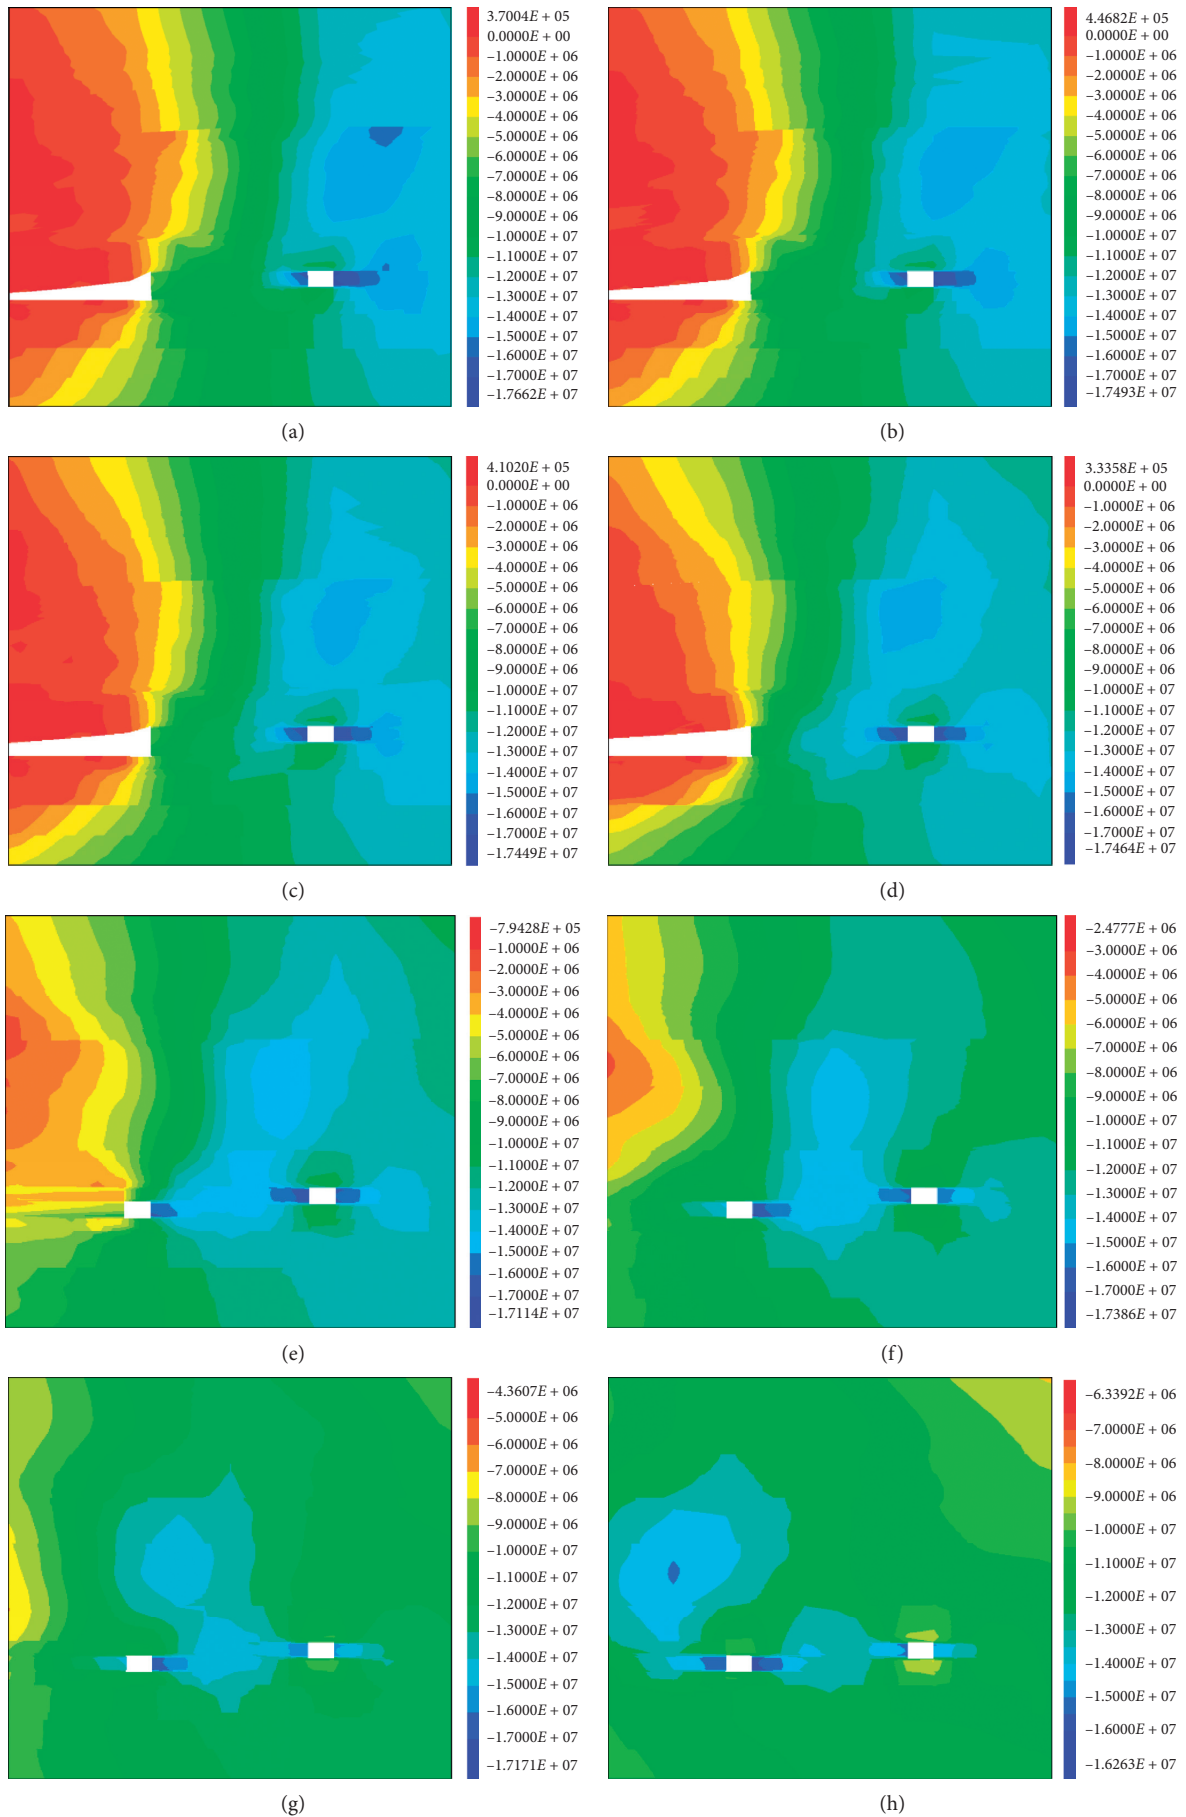 3.7004E + 05
0.0000E + 00
–1.0000E + 06
–2.0000E + 06
–3.0000E + 06
–4.0000E + 06
–5.0000E + 06
–6.0000E + 06
–7.0000E + 06
–8.0000E + 06
–9.0000E + 06
–1.0000E + 07
–1.1000E + 07
–1.2000E + 07
–1.3000E + 07
–1.4000E + 07
–1.5000E + 07
–1.6000E + 07
–1.7000E + 07
–1.7662E + 07
(a)
4.4682E + 05
0.0000E + 00
–1.0000E + 06
–2.0000E + 06
–3.0000E + 06
–4.0000E + 06
–5.0000E + 06
–6.0000E + 06
–7.0000E + 06
–8.0000E + 06
–9.0000E + 06
–1.0000E + 07
–1.1000E + 07
–1.2000E + 07
–1.3000E + 07
–1.4000E + 07
–1.5000E + 07
–1.6000E + 07
–1.7000E + 07
–1.7493E + 07
(b)
4.1020E + 05
0.0000E + 00
–1.0000E + 06
–2.0000E + 06
–3.0000E + 06
–4.0000E + 06
–5.0000E + 06
–6.0000E + 06
–7.0000E + 06
–8.0000E + 06
–9.0000E + 06
–1.0000E + 07
–1.1000E + 07
–1.2000E + 07
–1.3000E + 07
–1.4000E + 07
–1.5000E + 07
–1.6000E + 07
–1.7000E + 07
–1.7449E + 07
(c)
3.3358E + 05
0.0000E + 00
–1.0000E + 06
–2.0000E + 06
–3.0000E + 06
–4.0000E + 06
–5.0000E + 06
–6.0000E + 06
–7.0000E + 06
–8.0000E + 06
–9.0000E + 06
–1.0000E + 07
–1.1000E + 07
–1.2000E + 07
–1.3000E + 07
–1.4000E + 07
–1.5000E + 07
–1.6000E + 07
–1.7000E + 07
–1.7464E + 07
(d)
–7.9428E + 05
–1.0000E + 06
–2.0000E + 06
–3.0000E + 06
–4.0000E + 06
–5.0000E + 06
–6.0000E + 06
–7.0000E + 06
–8.0000E + 06
–9.0000E + 06
–1.0000E + 07
–1.1000E + 07
–1.2000E + 07
–1.3000E + 07
–1.4000E + 07
–1.5000E + 07
–1.6000E + 07
–1.7000E + 07
–1.7114E + 07
(e)
–2.4777E + 06
–3.0000E + 06
–4.0000E + 06
–5.0000E + 06
–6.0000E + 06
–7.0000E + 06
–8.0000E + 06
–9.0000E + 06
–1.0000E + 07
–1.1000E + 07
–1.2000E + 07
–1.3000E + 07
–1.4000E + 07
–1.5000E + 07
–1.6000E + 07
–1.7000E + 07
–1.7386E + 07
(f)
–4.3607E + 06
–5.0000E + 06
–6.0000E + 06
–7.0000E + 06
–8.0000E + 06
–9.0000E + 06
–1.0000E + 07
–1.1000E + 07
–1.2000E + 07
–1.3000E + 07
–1.4000E + 07
–1.5000E + 07
–1.6000E + 07
–1.7000E + 07
–1.7171E + 07
(g)
–6.3392E + 06
–7.0000E + 06
–8.0000E + 06
–9.0000E + 06
–1.0000E + 07
–1.1000E + 07
–1.2000E + 07
–1.3000E + 07
–1.4000E + 07
–1.5000E + 07
–1.6000E + 07
–1.6263E + 07
(h)